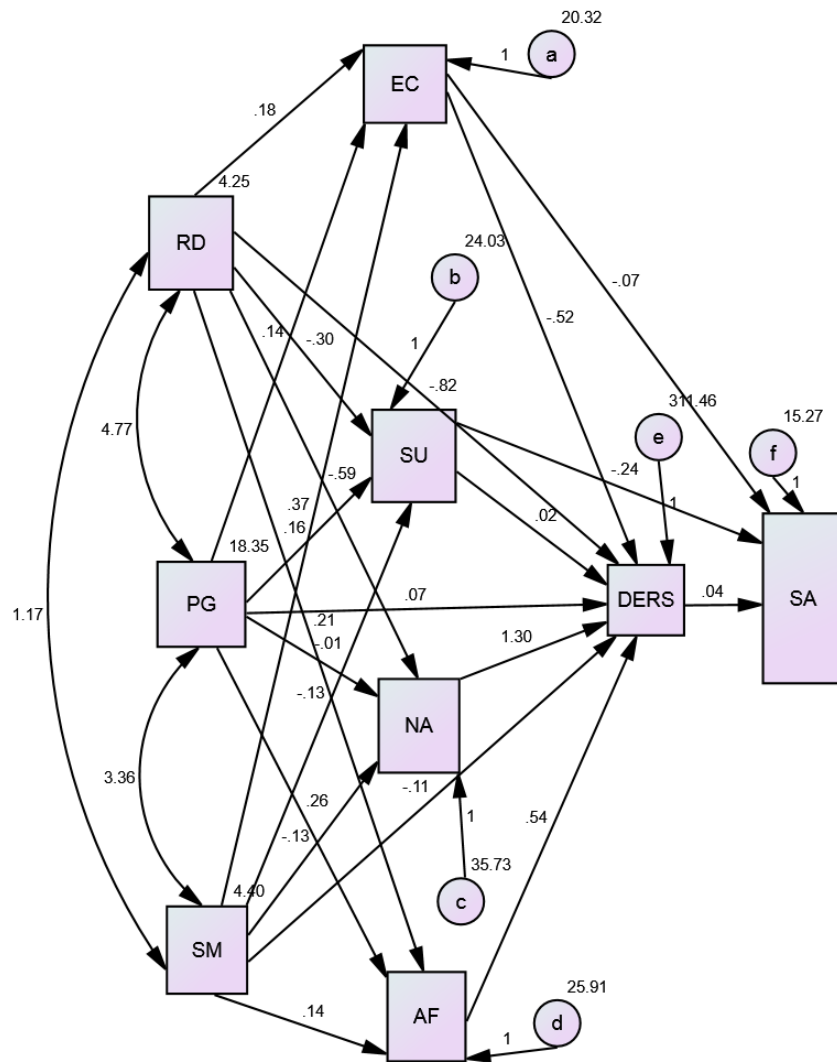 20.32
1
a
EC
.18
4.25
RD
24.03
b
-.07
.14
-.30
-.52
1
-.82
4.77
SU
311.46
e
15.27
f
-.59
-.24
1
1
.37
.16
.02
18.35
PG
.07
DERS
.04
SA
1.17
.21
-.01
1.30
-.13
NA
3.36
-.11
.26
-.13
1
.54
35.73
c
4.40
SM
25.91
.14
AF
1
d